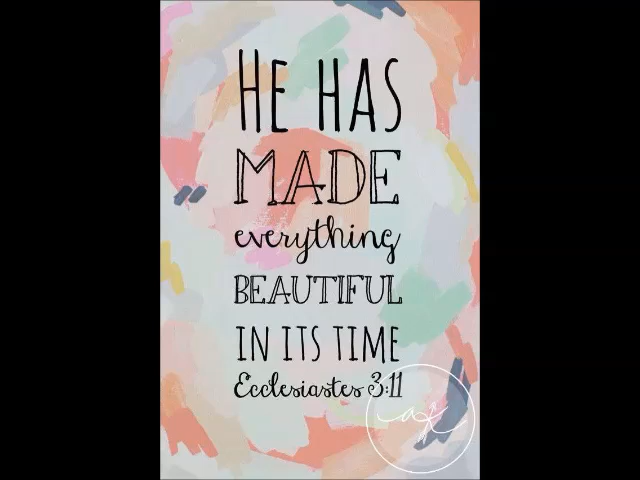 HE HAS
MADE
everything
BEAUTIFUL
IN ITS TIME
Ecclesiastes 3:11